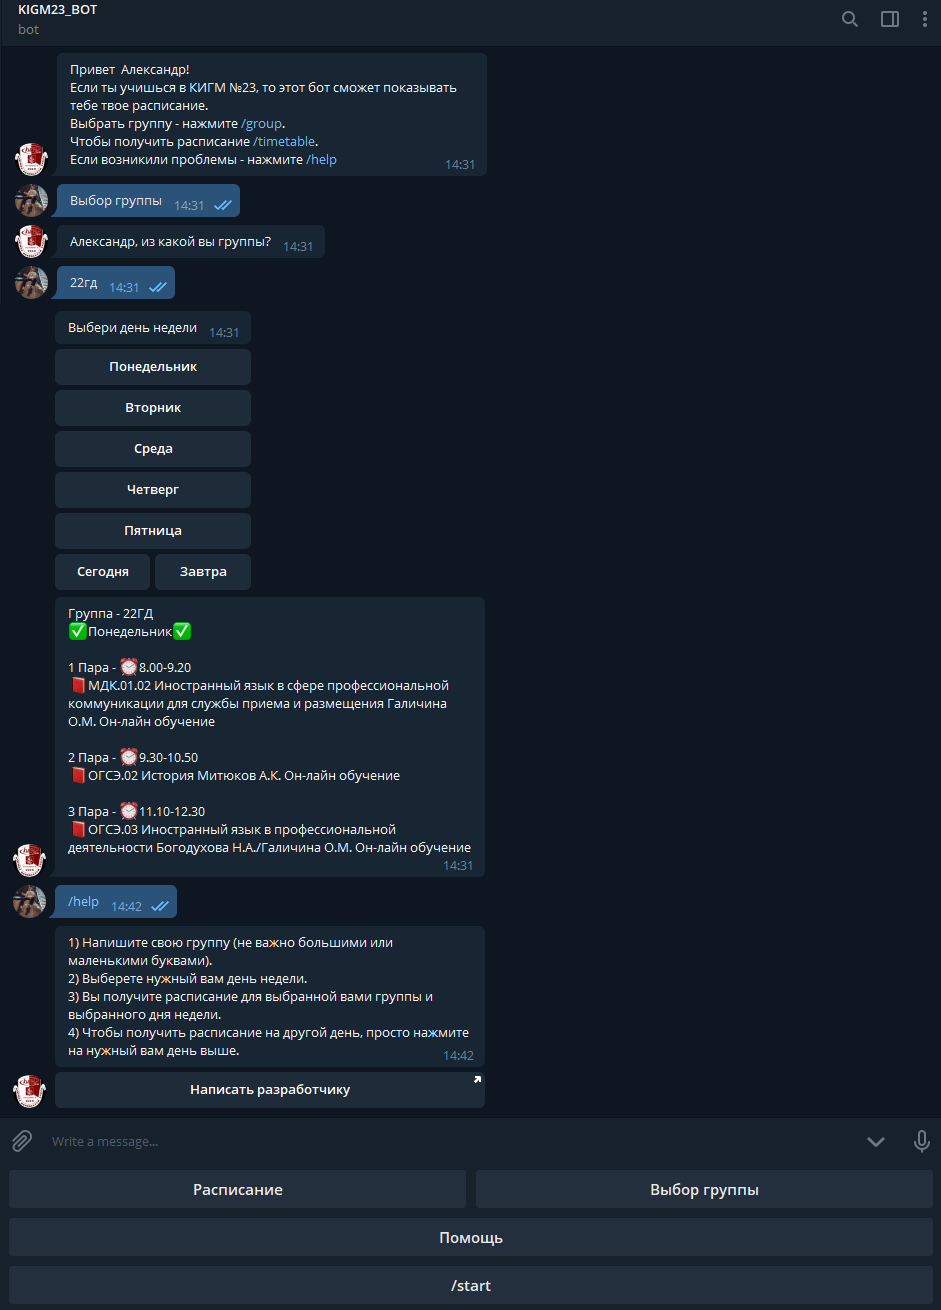 KIGM23_BOT
bot
Привет Александр!
Если ты учишься в КИГМ №23, то этот бот сможет показывать
тебе твое расписание.
Выбрать группу - нажмите /group.
Чтобы получить расписание /timetable.
Если возникили проблемы - нажмите /help
14:31
Выбор группы 14:31
Александр, из какой вы группы? 14:31
22гд 14:31
Выбери день недели 14:31
Понедельник
Вторник
Среда
Четверг
Пятница
Сегодня Завтра
Группа - 22ГД
✅Понедельник✅
1 Пара - ⏰8.00-9.20
📕МДК.01.02 Иностранный язык в сфере профессиональной
коммуникации для службы приема и размещения Галичина
О.М. Он-лайн обучение
2 Пара - ⏰9.30-10.50
📕ОГСЭ.02 История Митюков А.К. Он-лайн обучение
3 Пара - ⏰11.10-12.30
📕ОГСЭ.03 Иностранный язык в профессиональной
деятельности Богодухова Н.А./Галичина О.М. Он-лайн обучение
14:31
/help 14:42
1) Напишите свою группу (не важно большими или
маленькими буквами).
2) Выберете нужный вам день недели.
3) Вы получите расписание для выбранной вами группы и
выбранного дня недели.
4) Чтобы получить расписание на другой день, просто нажмите
на нужный вам день выше.
14:42
Написать разработчику
Write a message...
Расписание Выбор группы
Помощь
/start